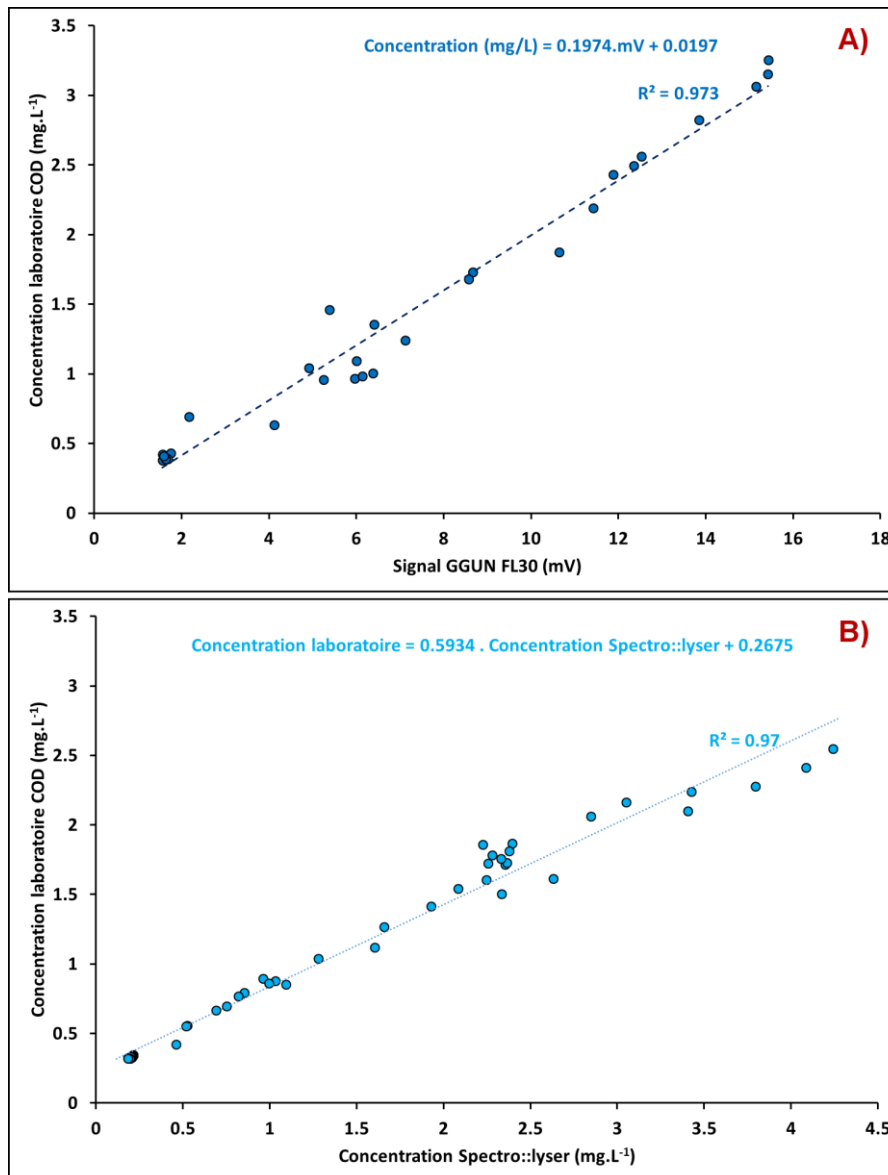 A)
Concentration (mg/L) = 0.1974.mV + 0.0197
R² = 0.973
Concentration laboratoire COD (mg.L⁻¹)
3.5
3
2.5
2
1.5
1
0.5
0
0 2 4 6 8 10 12 14 16 18
Signal GGUN FL30 (mV)
B)
Concentration laboratoire = 0.5934 . Concentration Spectro::lyser + 0.2675
R² = 0.97
Concentration laboratoire COD (mg.L⁻¹)
3.5
3
2.5
2
1.5
1
0.5
0
0 0.5 1 1.5 2 2.5 3 3.5 4 4.5
Concentration Spectro::lyser (mg.L⁻¹)